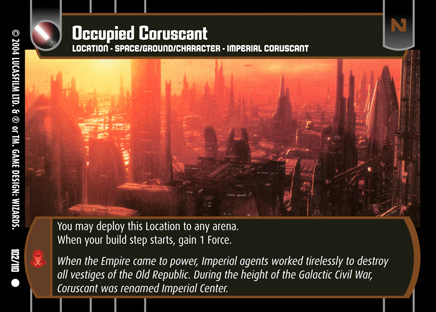 Occupied Coruscant
LOCATION - SPACE/GROUND/CHARACTER - IMPERIAL CORUSCANT
N
You may deploy this Location to any arena.
When your build step starts, gain 1 Force.
When the Empire came to power, Imperial agents worked tirelessly to destroy
all vestiges of the Old Republic. During the height of the Galactic Civil War,
Coruscant was renamed Imperial Center.
© 2004 LUCASFILM LTD. & ® or TM. GAME DESIGN: WIZARDS.
102/110